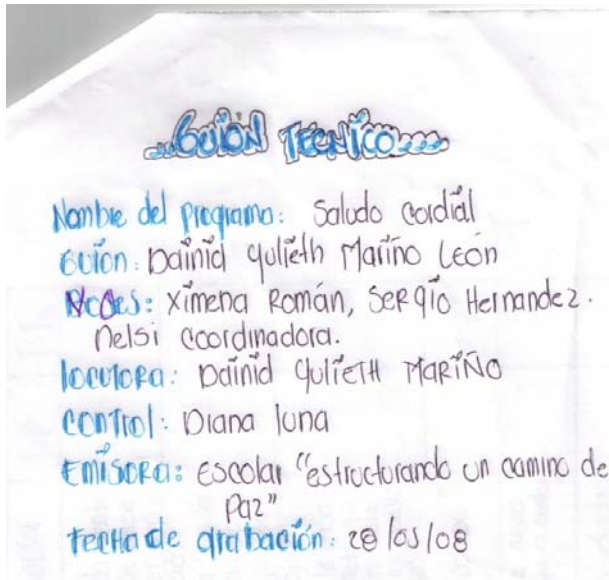 ...Guión Tecnico...
Nombre del programa: Saludo Cordial
Guión: Dainid Yulieth Mariño León
Voces: Ximena Román, Sergio Hernandez.
Nelsi Coordinadora.
locutora: Dainid Yulieth Mariño
Control: Diana luna
Emisora: Escolar "estructurando un camino de
Paz"
fecha de grabación: 28/05/08